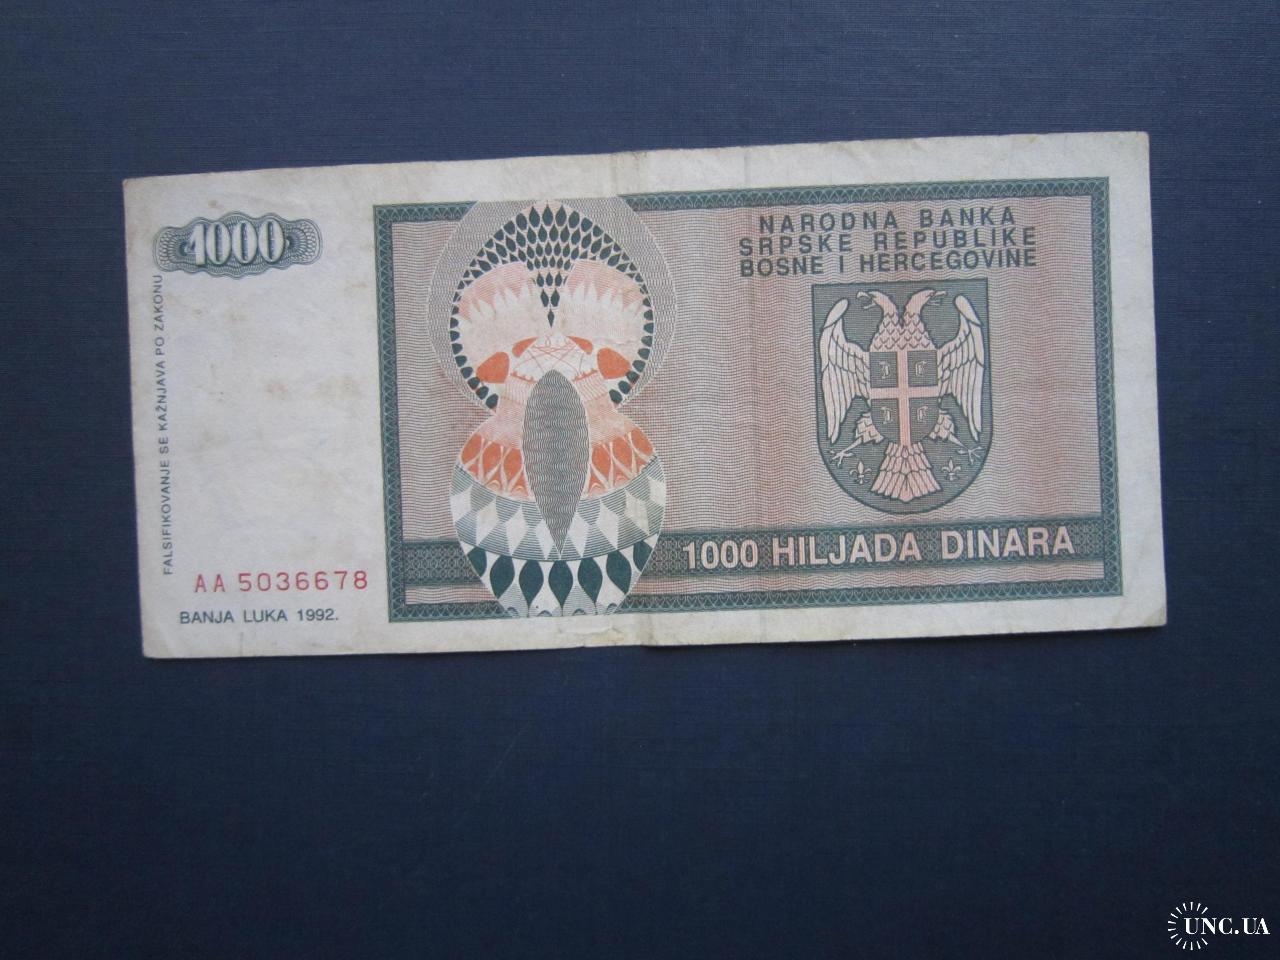 1000
FALSIFIKOVANJE SE KAŽNJAVA PO ZAKONU
AA 5036678
BANJA LUKA 1992.
NARODNA BANKA
SRPSKE REPUBLIKE
BOSNE I HERCEGOVINE
1000 HILJADA DINARA
UNC.UA